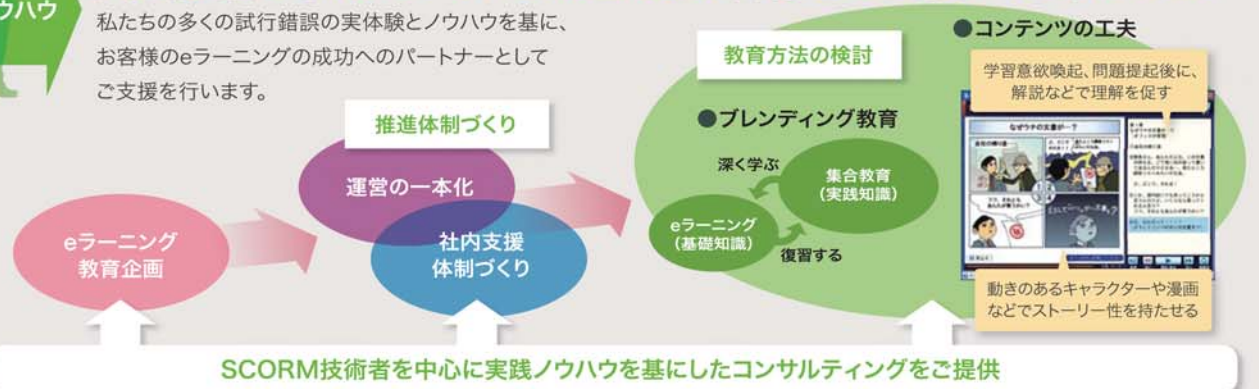 ウハウ
私たちの多くの試行錯誤の実体験とノウハウを基に、
お客様のeラーニングの成功へのパートナーとして
ご支援を行います。
推進体制づくり
運営の一本化
社内支援
体制づくり
eラーニング
教育企画
教育方法の検討
●ブレンディング教育
深く学ぶ
集合教育
(実践知識)
eラーニング
(基礎知識)
復習する
●コンテンツの工夫
学習意欲喚起、問題提起後に、
解説などで理解を促す
なぜウチの文書が…?
動きのあるキャラクターや漫画
などでストーリー性を持たせる
SCORM技術者を中心に実践ノウハウを基にしたコンサルティングをご提供